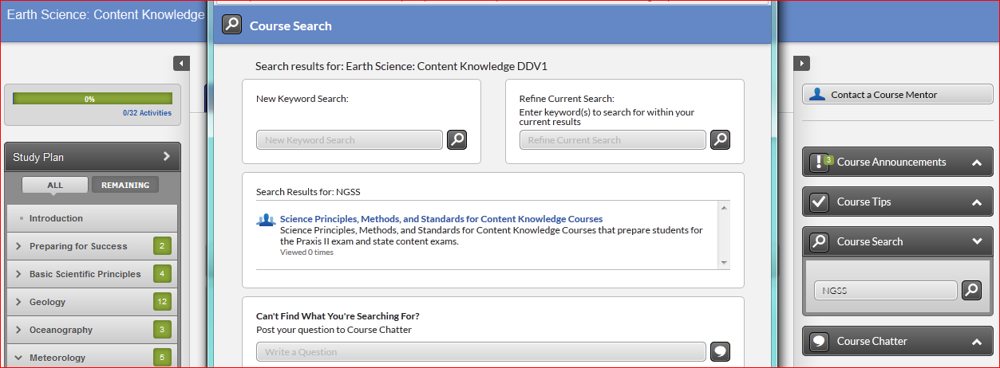 Earth Science: Content Knowledge
0%
0/32 Activities
Study Plan
ALL
REMAINING
Introduction
Preparing for Success
2
Basic Scientific Principles
4
Geology
12
Oceanography
3
Meteorology
5
Course Search
Search results for: Earth Science: Content Knowledge DDV1
New Keyword Search:
New Keyword Search
Refine Current Search:
Enter keyword(s) to search for within your
current results
Refine Current Search
Search Results for: NGSS
Science Principles, Methods, and Standards for Content Knowledge Courses
Science Principles, Methods, and Standards for Content Knowledge Courses that prepare students for
the Praxis II exam and state content exams.
Viewed 0 times
Can't Find What You're Searching For?
Post your question to Course Chatter
Write a Question
Contact a Course Mentor
3
Course Announcements
Course Tips
Course Search
NGSS
Course Chatter